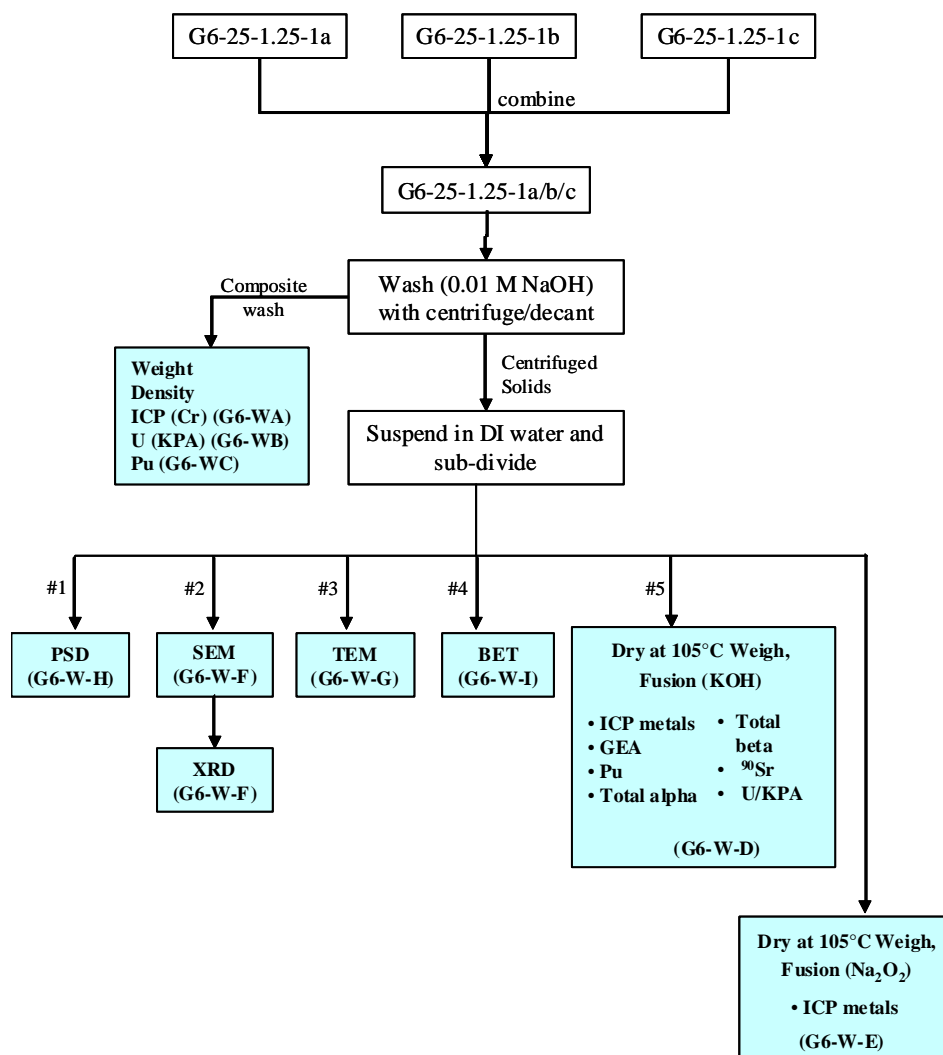 G6-25-1.25-1a
G6-25-1.25-1b
G6-25-1.25-1c
combine
G6-25-1.25-1a/b/c
Composite
wash
Wash (0.01 M NaOH)
with centrifuge/decant
Weight
Density
ICP (Cr) (G6-WA)
U (KPA) (G6-WB)
Pu (G6-WC)
Centrifuged
Solids
Suspend in DI water and
sub-divide
#1
#2
#3
#4
#5
PSD
(G6-W-H)
SEM
(G6-W-F)
TEM
(G6-W-G)
BET
(G6-W-I)
XRD
(G6-W-F)
Dry at 105°C Weigh,
Fusion (KOH)
• ICP metals
• GEA
• Pu
• Total alpha
• Total
beta
• ⁹⁰Sr
• U/KPA
(G6-W-D)
Dry at 105°C Weigh,
Fusion (Na₂O₂)
• ICP metals
(G6-W-E)